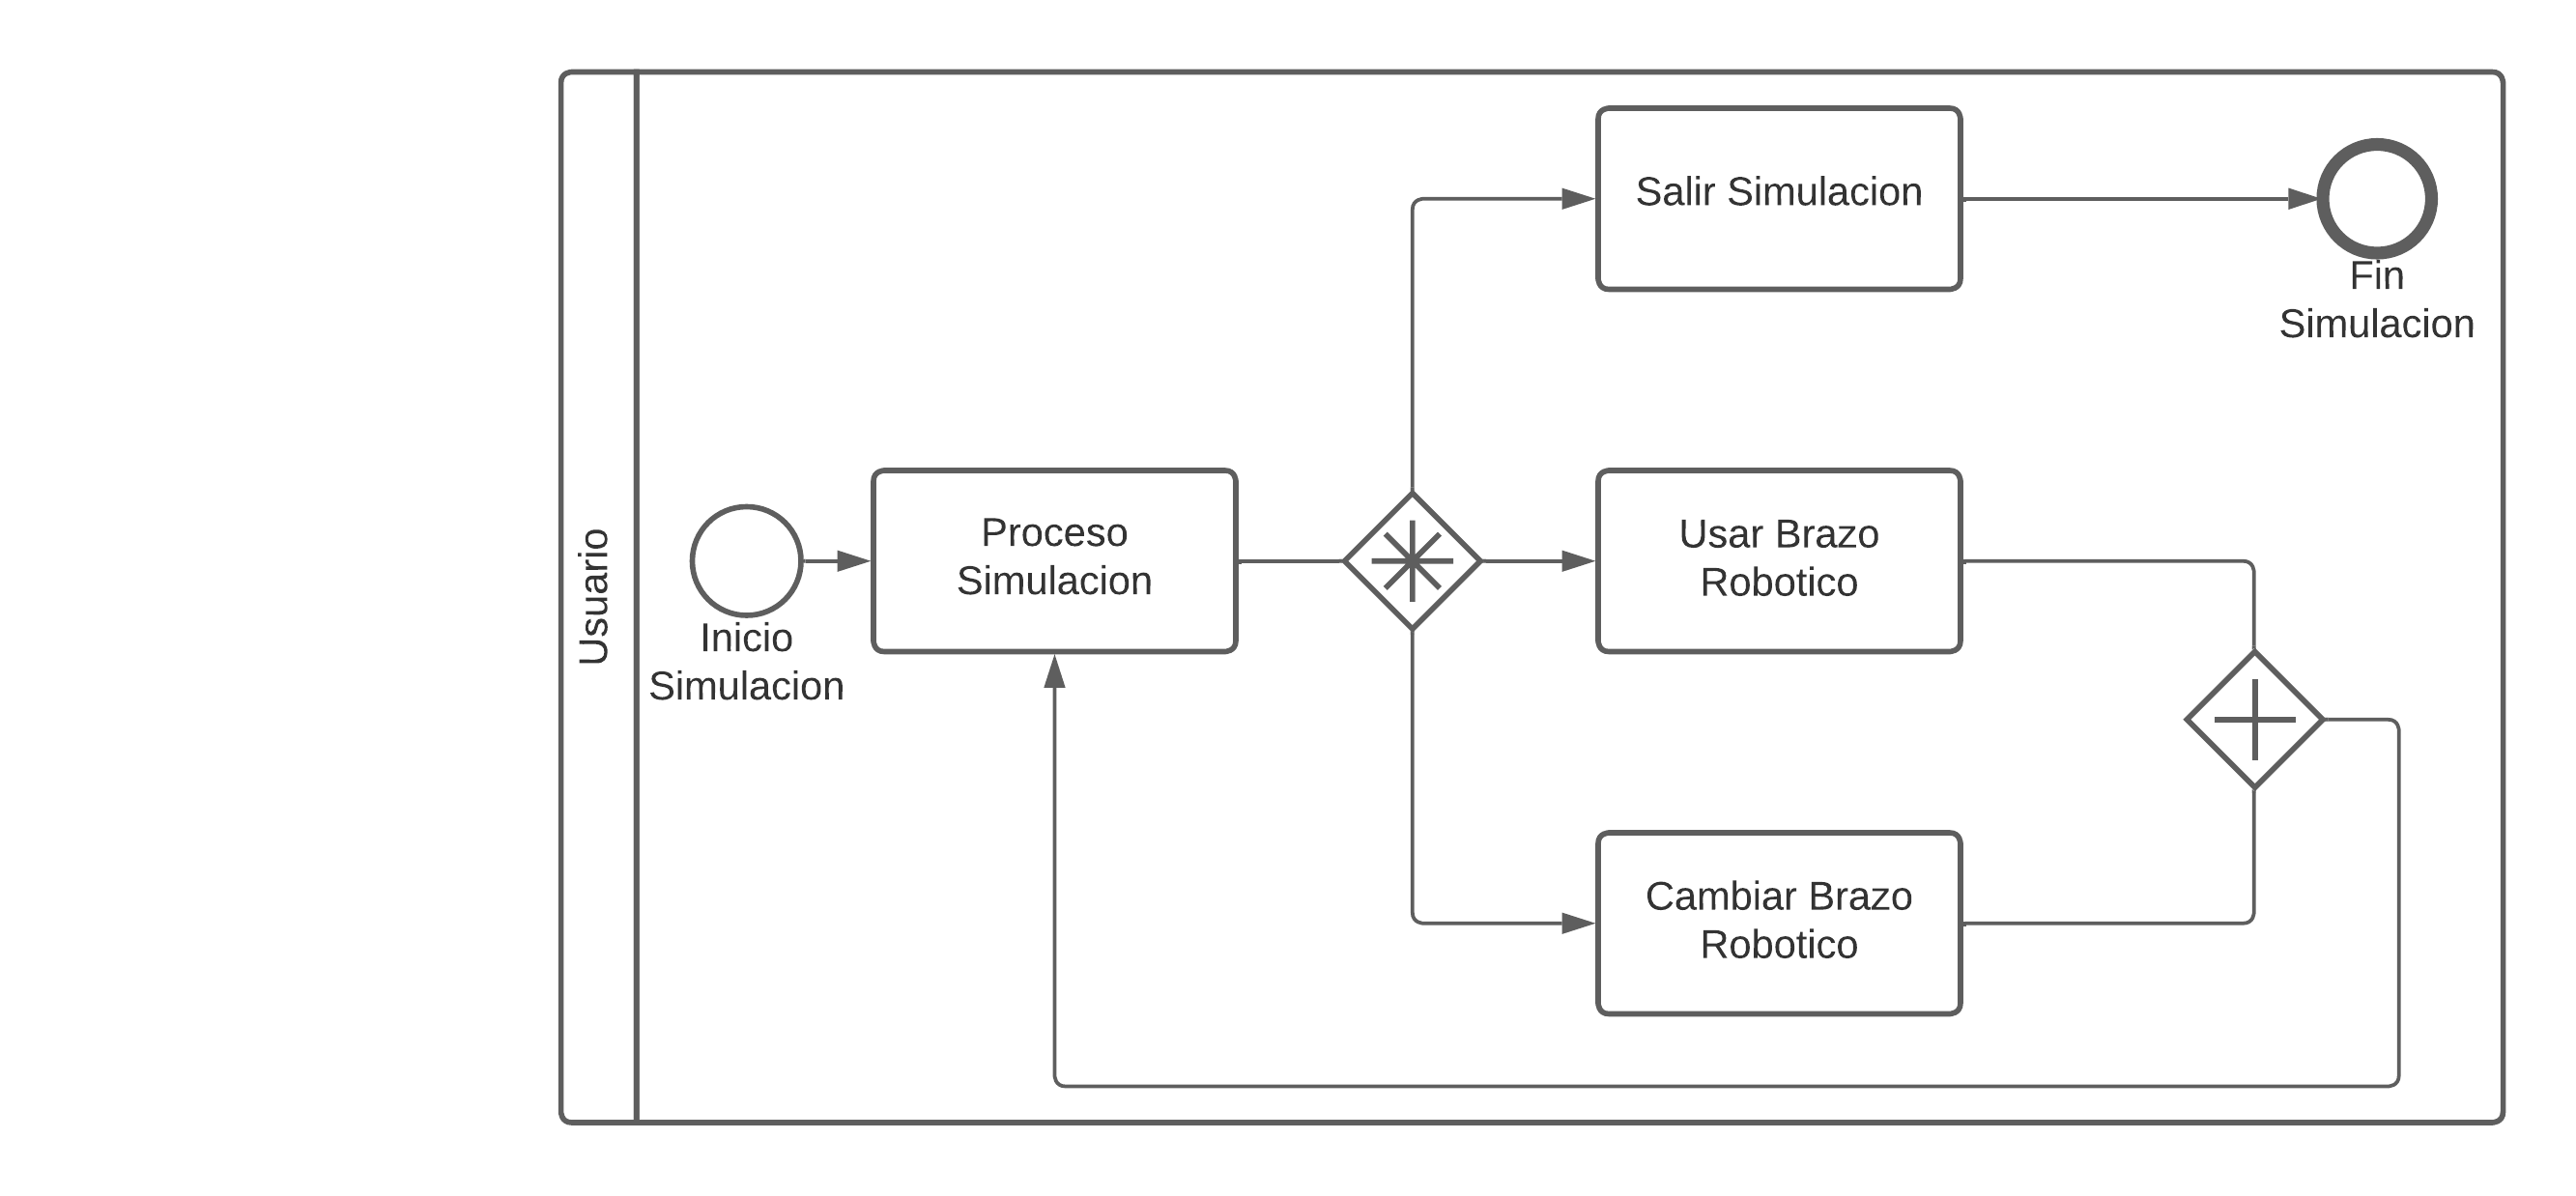 Usuario
Inicio
Simulacion
Proceso
Simulacion
Salir Simulacion
Fin
Simulacion
Usar Brazo
Robotico
Cambiar Brazo
Robotico